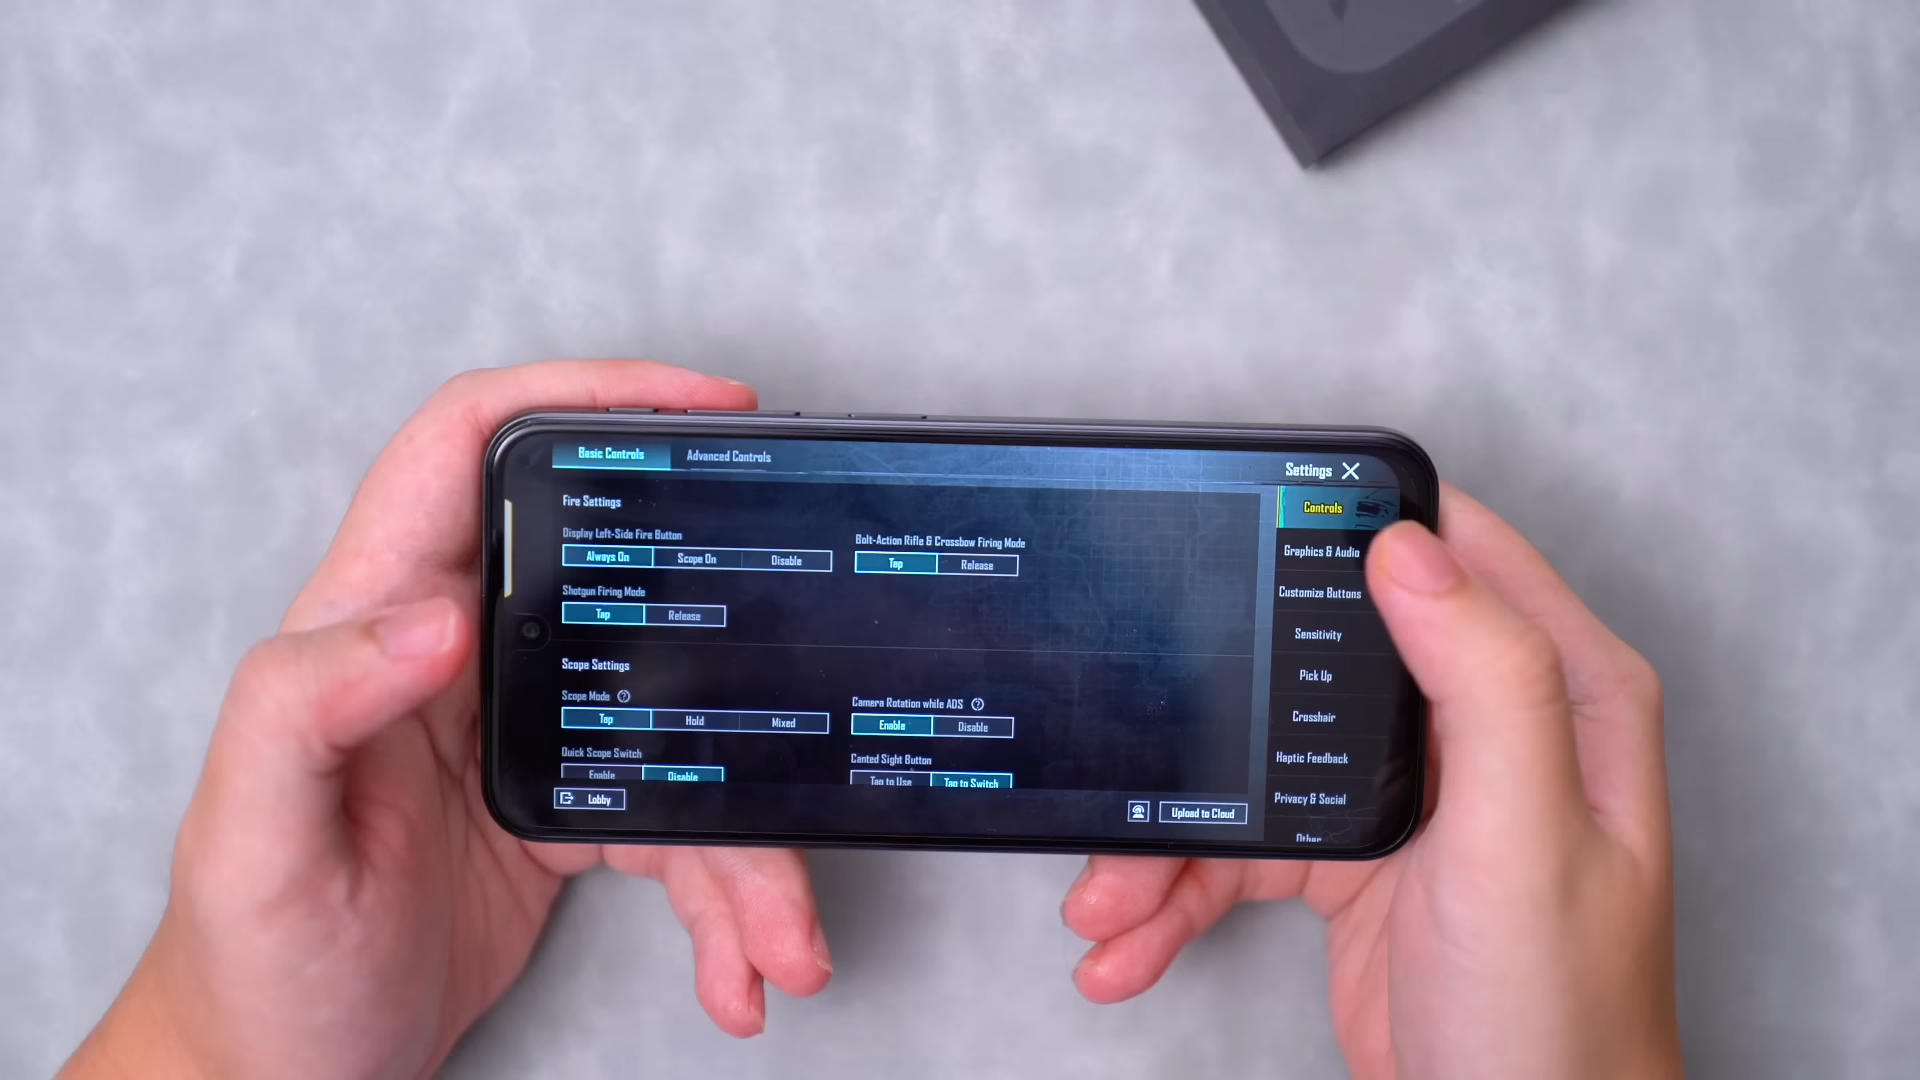 Basic Controls
Advanced Controls
Settings
Fire Settings
Display Left-Side Fire Button
Always On
Scope On
Disable
Bolt-Action Rifle & Crossbow Firing Mode
Tap
Release
Shotgun Firing Mode
Tap
Release
Scope Settings
Scope Mode ?
Tap
Hold
Mixed
Camera Rotation while ADS ?
Enable
Disable
Quick Scope Switch
Enable
Disable
Canted Sight Button
Tap to Use
Tap to Switch
Lobby
Upload to Cloud
Controls
Graphics & Audio
Customize Buttons
Sensitivity
Pick Up
Crosshair
Haptic Feedback
Privacy & Social
Other